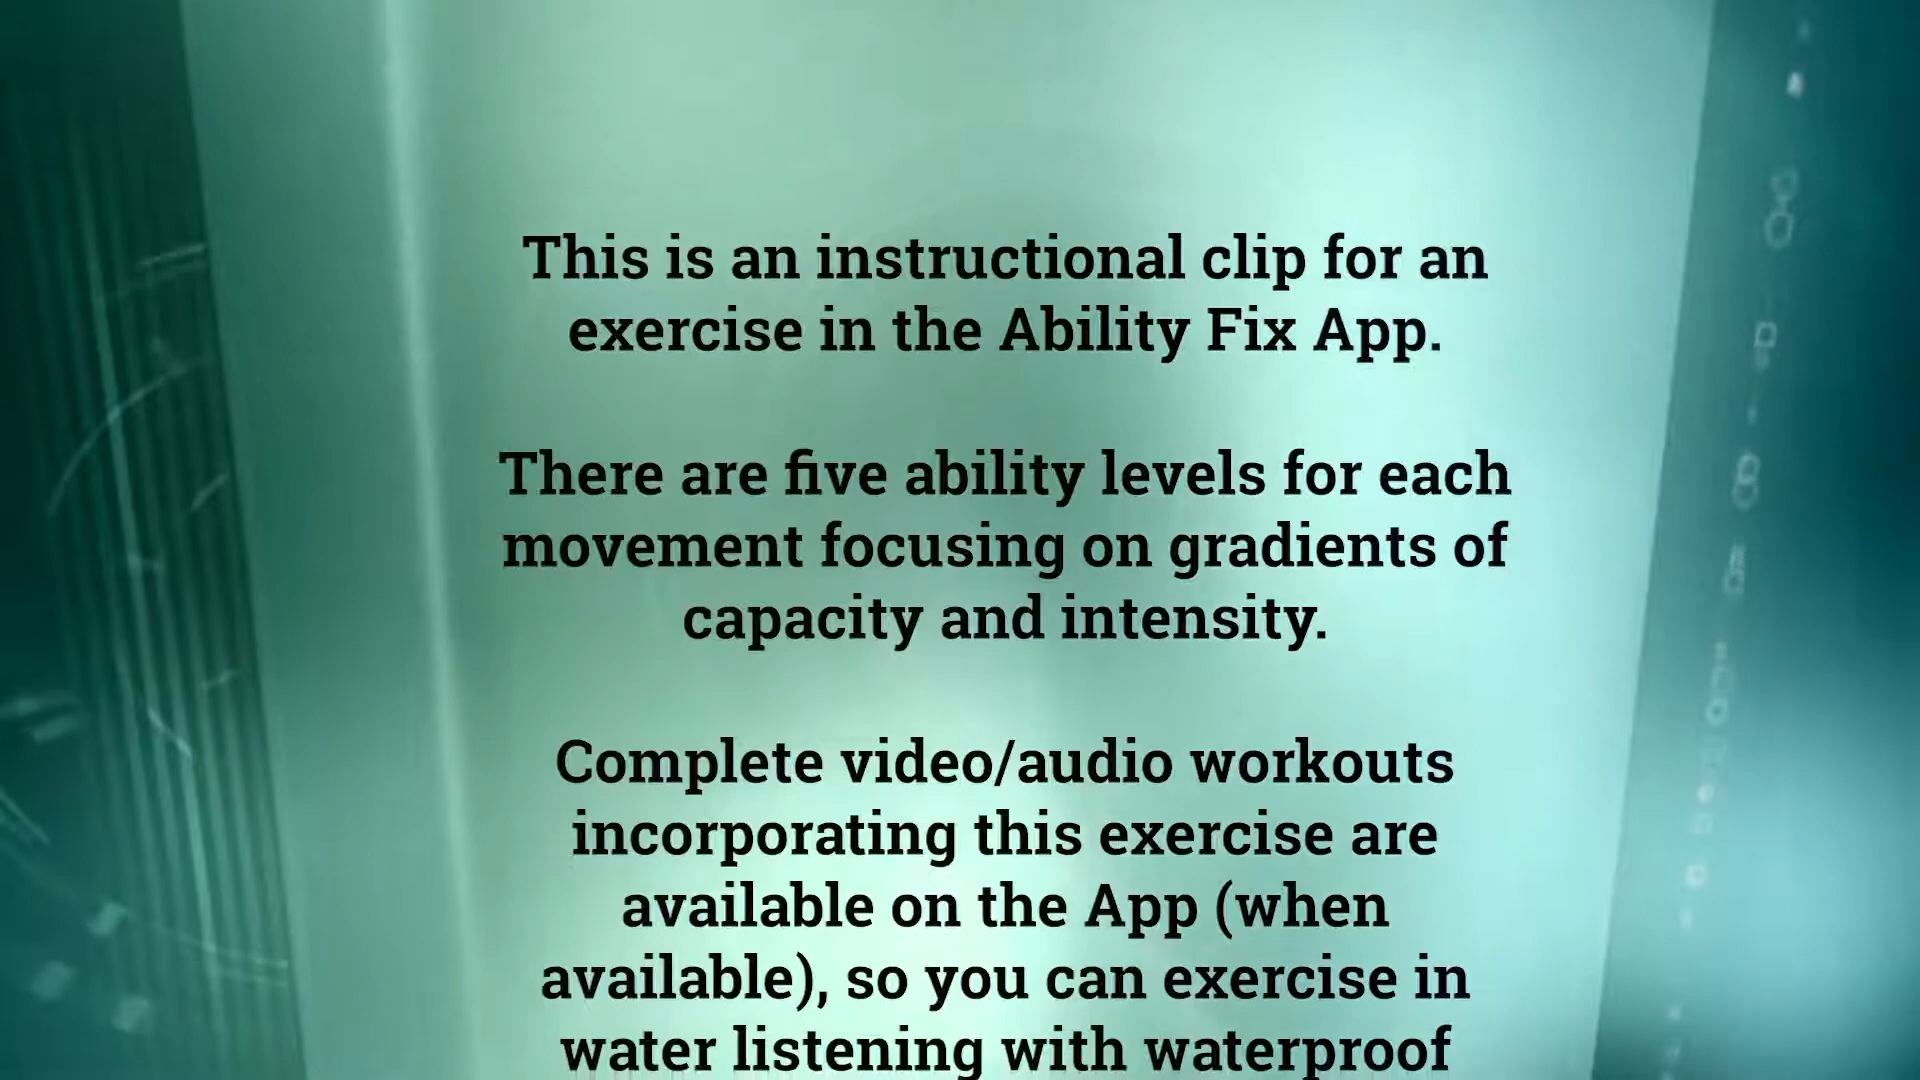 This is an instructional clip for an
exercise in the Ability Fix App.
There are five ability levels for each
movement focusing on gradients of
capacity and intensity.
Complete video/audio workouts
incorporating this exercise are
available on the App (when
available), so you can exercise in
water listening with waterproof